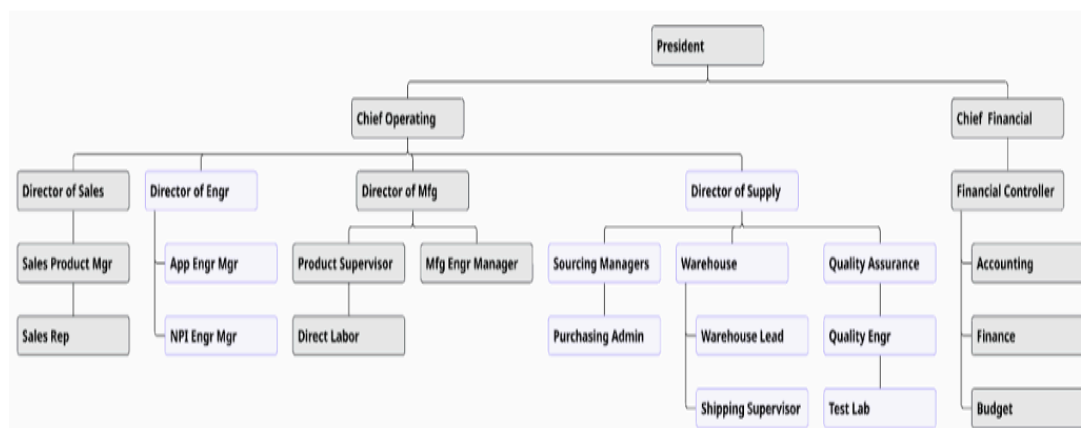 President
Chief Operating
Chief Financial
Director of Sales
Director of Engr
Director of Mfg
Director of Supply
Financial Controller
Sales Product Mgr
App Engr Mgr
Product Supervisor
Mfg Engr Manager
Sourcing Managers
Warehouse
Quality Assurance
Accounting
Sales Rep
NPI Engr Mgr
Direct Labor
Purchasing Admin
Warehouse Lead
Quality Engr
Finance
Shipping Supervisor
Test Lab
Budget